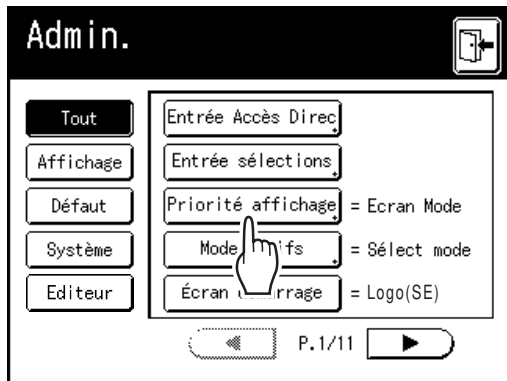 Admin.
Tout
Entrée Accès Direc
Affichage
Entrée sélections
Défaut
Priorité affichage = Ecran Mode
Système
Mode = Sélect mode
Editeur
Écran = Logo(SE)
P.1/11